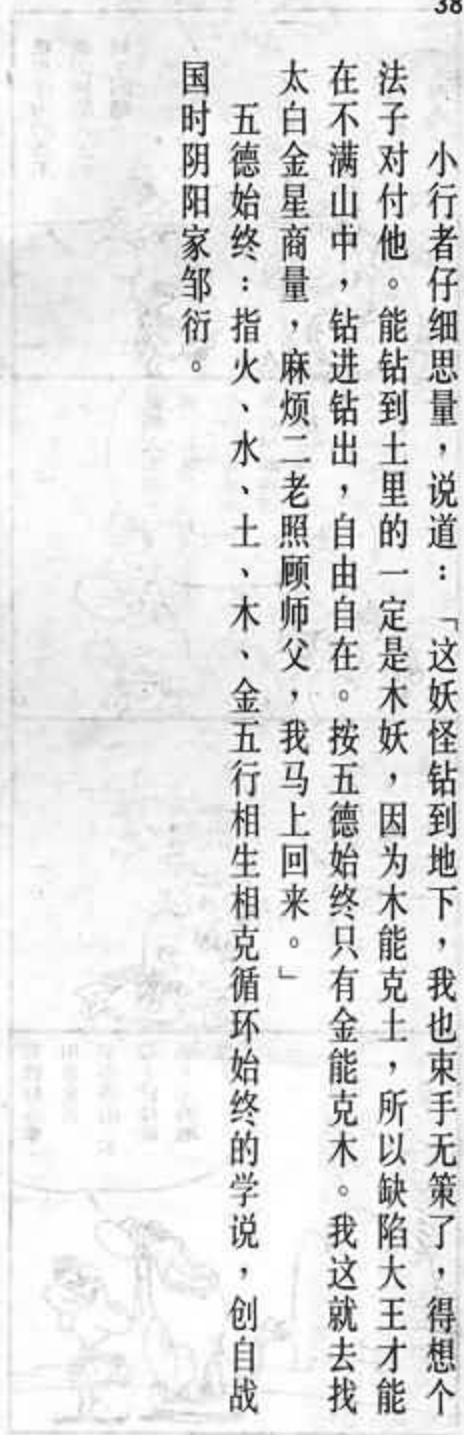 38
小行者仔细思量，说道：「这妖怪钻到地下，我也束手无策了，得想个
法子对付他。能钻到土里的一定是木妖，因为木能克土，所以缺陷大王才能
在不满山中，钻进钻出，自由自在。按五德始终只有金能克木。我这就去找
太白金星商量，麻烦二老照顾师父，我马上回来。」
五德始终：指火、水、土、木、金五行相生相克循环始终的学说，创自战
国时阴阳家邹衍。